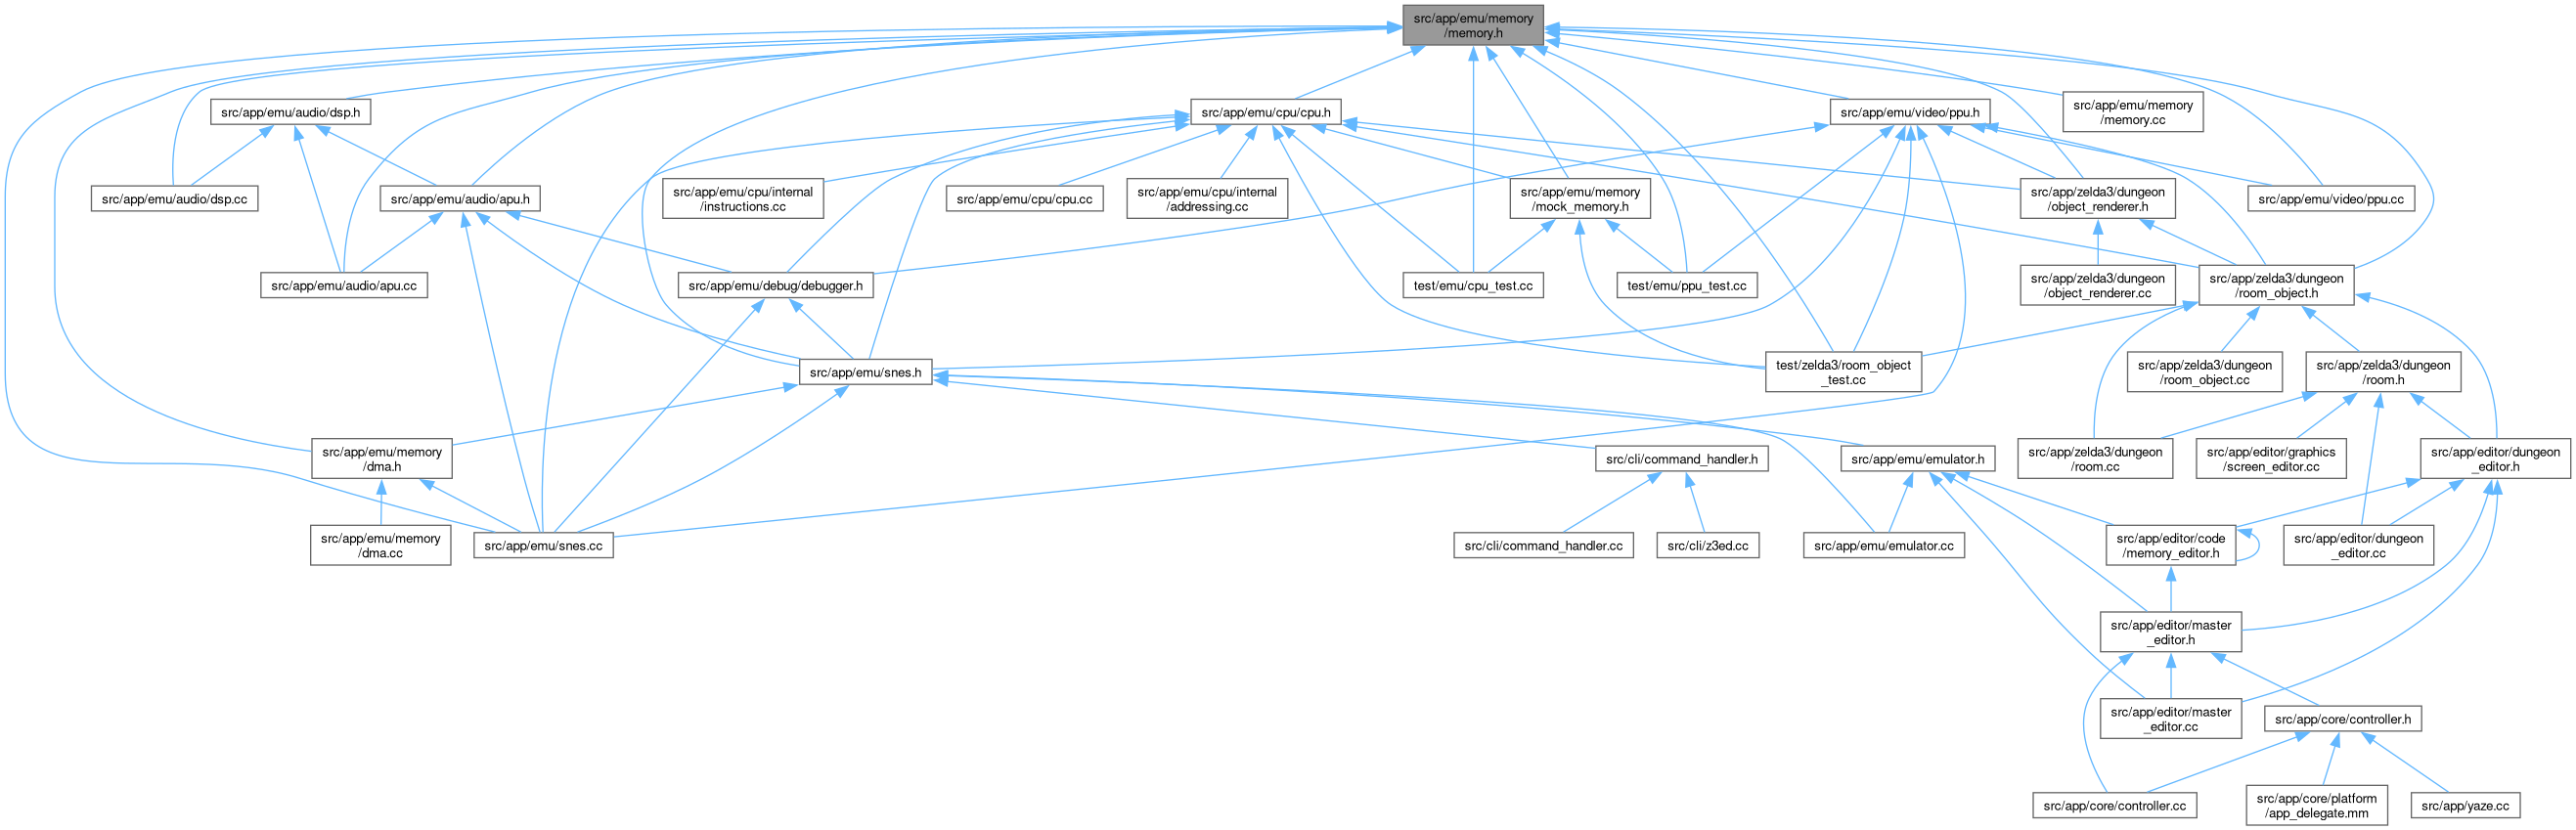 src/app/emu/memory
/memory.h
src/app/emu/audio/dsp.h
src/app/emu/cpu/cpu.h
src/app/emu/video/ppu.h
src/app/emu/memory
/memory.cc
src/app/emu/audio/dsp.cc
src/app/emu/audio/apu.h
src/app/emu/cpu/internal
/instructions.cc
src/app/emu/cpu/cpu.cc
src/app/emu/cpu/internal
/addressing.cc
src/app/emu/memory
/mock_memory.h
src/app/zelda3/dungeon
/object_renderer.h
src/app/emu/video/ppu.cc
src/app/emu/audio/apu.cc
src/app/emu/debug/debugger.h
test/emu/cpu_test.cc
test/emu/ppu_test.cc
src/app/zelda3/dungeon
/object_renderer.cc
src/app/zelda3/dungeon
/room_object.h
src/app/emu/snes.h
test/zelda3/room_object
_test.cc
src/app/zelda3/dungeon
/room_object.cc
src/app/zelda3/dungeon
/room.h
src/app/emu/memory
/dma.h
src/cli/command_handler.h
src/app/emu/emulator.h
src/app/zelda3/dungeon
/room.cc
src/app/editor/graphics
/screen_editor.cc
src/app/editor/dungeon
_editor.h
src/app/emu/memory
/dma.cc
src/app/emu/snes.cc
src/cli/command_handler.cc
src/cli/z3ed.cc
src/app/emu/emulator.cc
src/app/editor/code
/memory_editor.h
src/app/editor/dungeon
_editor.cc
src/app/editor/master
_editor.h
src/app/editor/master
_editor.cc
src/app/core/controller.h
src/app/core/controller.cc
src/app/core/platform
/app_delegate.mm
src/app/yaze.cc